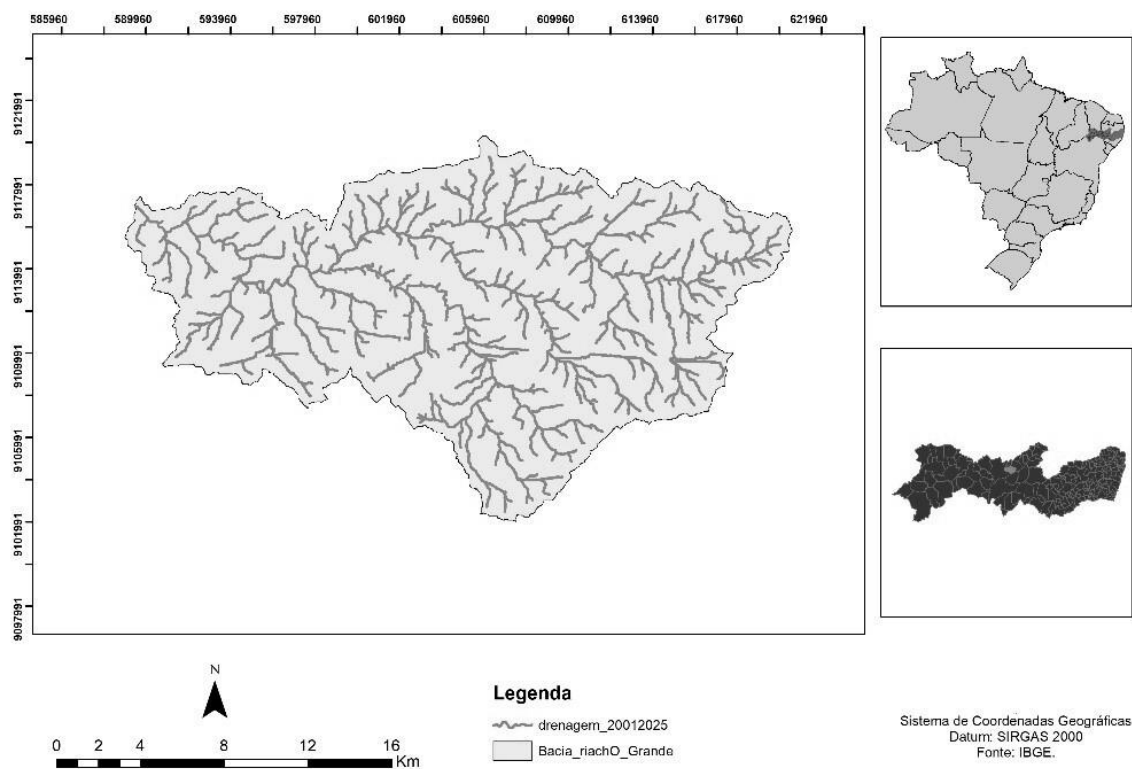 585960 589960 593960 597960 601960 605960 609960 613960 617960 621960
9121991
9117991
9113991
9109991
9105991
9101991
9097991
N
0 2 4 8 12 16
Km
Legenda
drenagem_20012025
Bacia_riachO_Grande
Sistema de Coordenadas Geográficas
Datum: SIRGAS 2000
Fonte: IBGE.